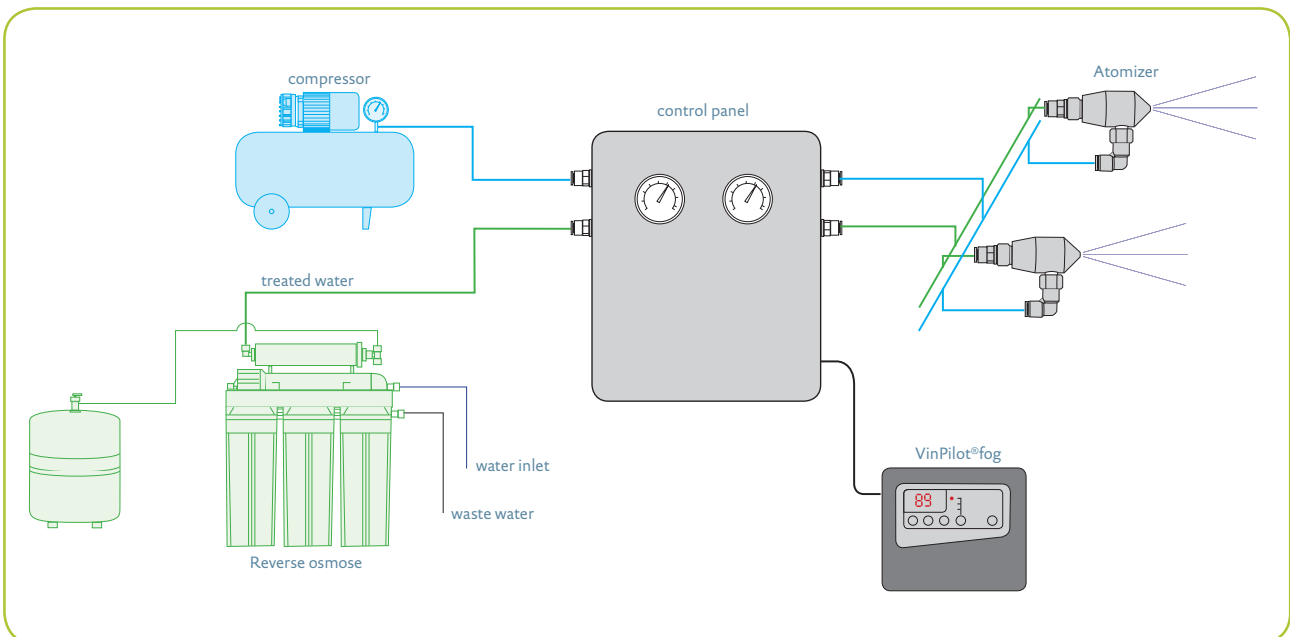 compressor
Atomizer
control panel
treated water
VinPilot®fog
water inlet
89
waste water
Reverse osmose